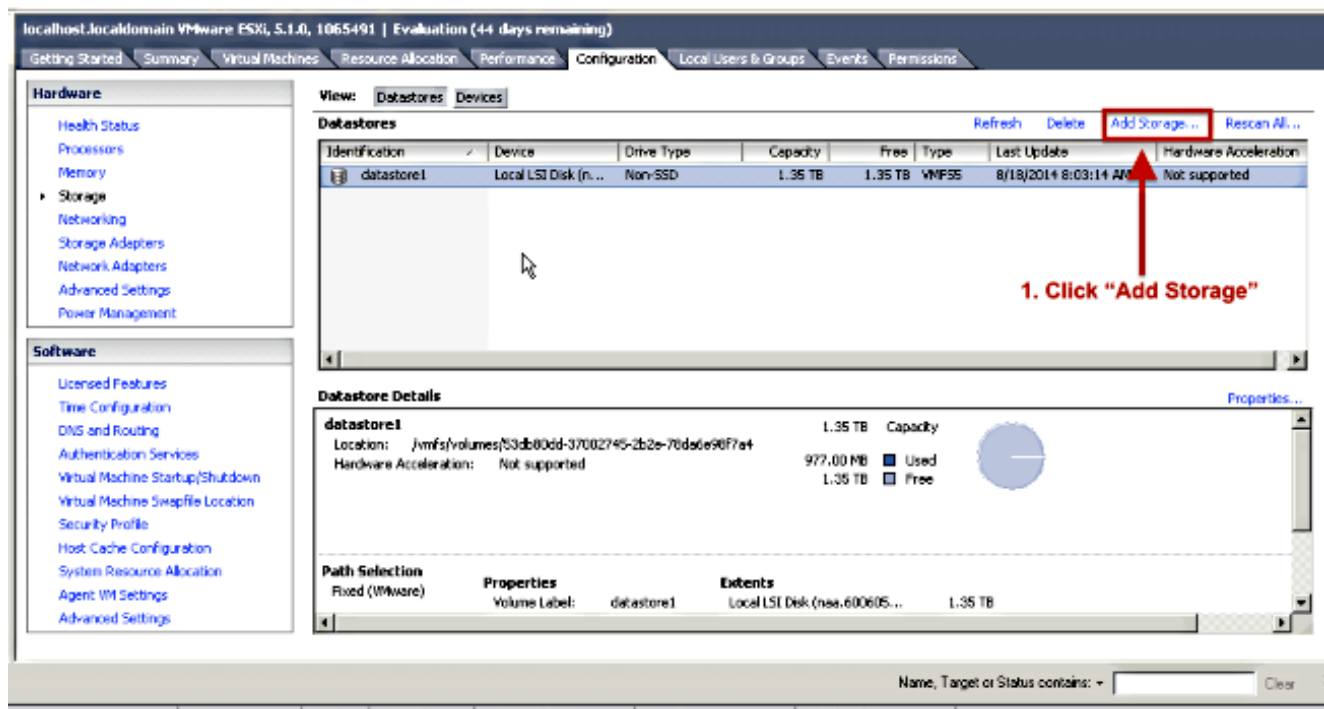 localhost.localdomain VMware ESXi, 5.1.0, 1065491 | Evaluation (44 days remaining)
Getting Started Summary Virtual Machines Resource Allocation Performance Configuration Local Users & Groups Events Permissions
Hardware
Health Status
Processors
Memory
Storage
Networking
Storage Adapters
Network Adapters
Advanced Settings
Power Management
Software
Licensed Features
Time Configuration
DNS and Routing
Authentication Services
Virtual Machine Startup/Shutdown
Virtual Machine Swapfile Location
Security Profile
Host Cache Configuration
System Resource Allocation
Agent VM Settings
Advanced Settings
View: Datastores Devices
Datastores Refresh Delete Add Storage... Rescan All...
Identification Device Drive Type Capacity Free Type Last Update Hardware Acceleration
datastore1 Local LSI Disk (n... Non-SSD 1.35 TB 1.35 TB VMFS5 8/18/2014 8:03:14 AM Not supported
1. Click “Add Storage”
Datastore Details Properties...
datastore1 1.35 TB Capacity
Location: /vmfs/volumes/53db80dd-37002745-2b2e-78da6e98f7a4
Hardware Acceleration: Not supported 977.00 MB Used
1.35 TB Free
Path Selection
Fixed (VMware)
Properties
Volume Label: datastore1
Extents
Local LSI Disk (naa.600605... 1.35 TB
Name, Target or Status contains: Clear